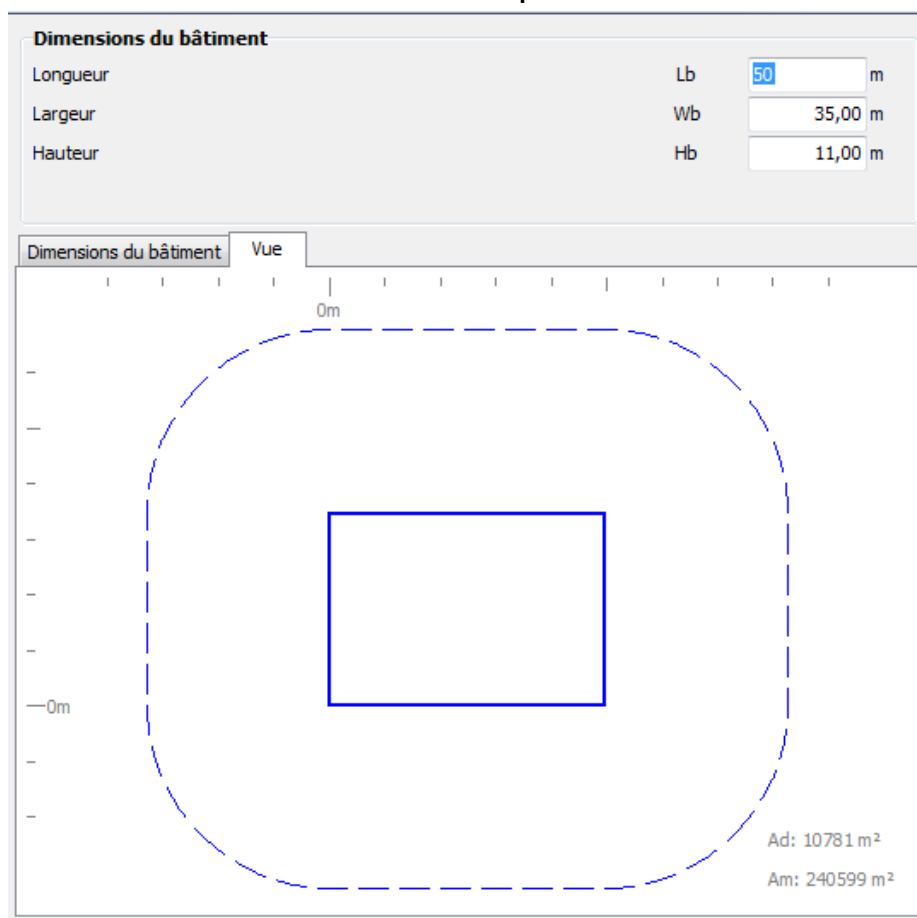 Dimensions du bâtiment
Longueur Lb 50 m
Largeur Wb 35,00 m
Hauteur Hb 11,00 m
Dimensions du bâtiment Vue
0m
0m
Ad: 10781 m²
Am: 240599 m²